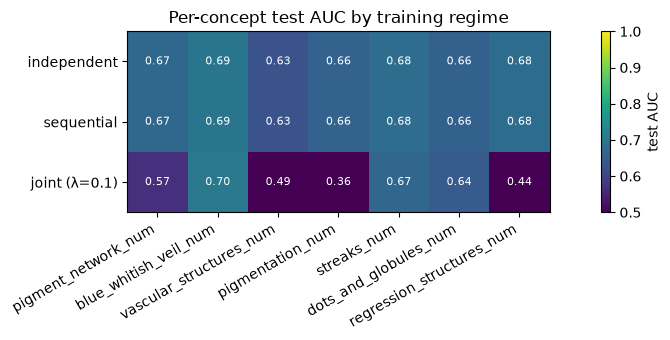 Per-concept test AUC by training regime
independent 0.67 0.69 0.63 0.66 0.68 0.66 0.68
sequential 0.67 0.69 0.63 0.66 0.68 0.66 0.68
joint (λ=0.1) 0.57 0.70 0.49 0.36 0.67 0.64 0.44
pigment_network_num
blue_whitish_veil_num
vascular_structures_num
pigmentation_num
streaks_num
dots_and_globules_num
regression_structures_num
1.0
0.9
0.8
0.7
0.6
0.5
test AUC